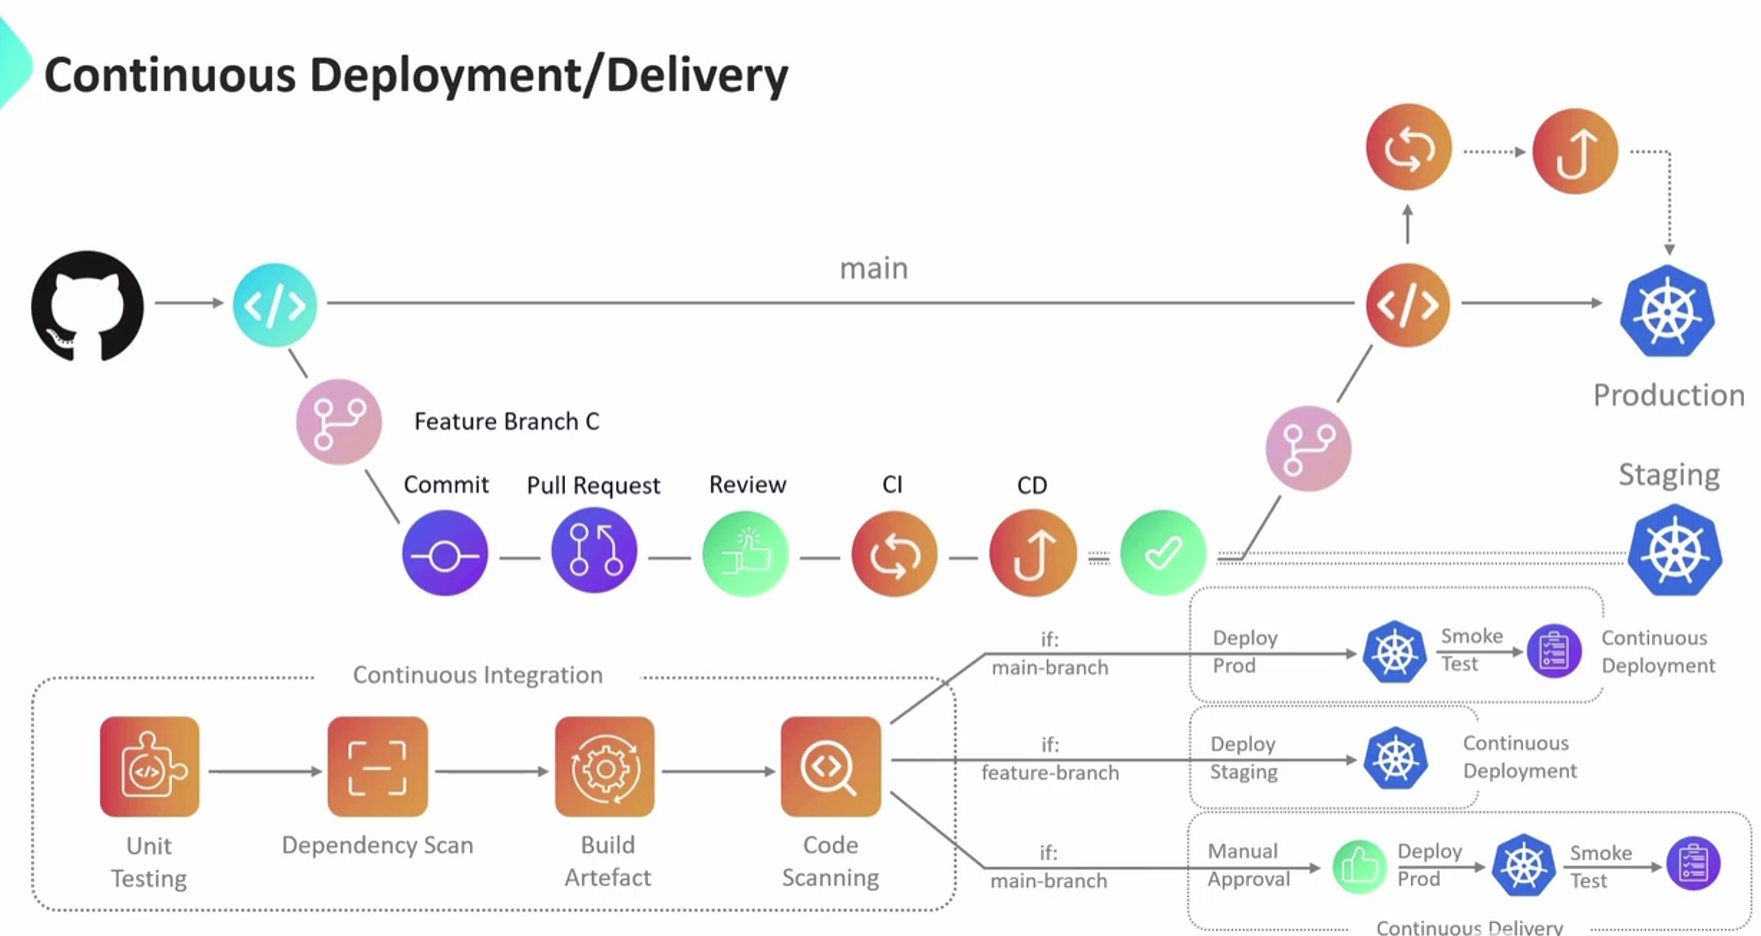 Continuous Deployment/Delivery
main
Production
Feature Branch C
Staging
Commit
Pull Request
Review
CI
CD
Continuous Integration
Unit
Testing
Dependency Scan
Build
Artefact
Code
Scanning
if:
main-branch
Deploy
Prod
Smoke
Test
Continuous
Deployment
if:
feature-branch
Deploy
Staging
Continuous
Deployment
if:
main-branch
Manual
Approval
Deploy
Prod
Smoke
Test
Continuous Delivery